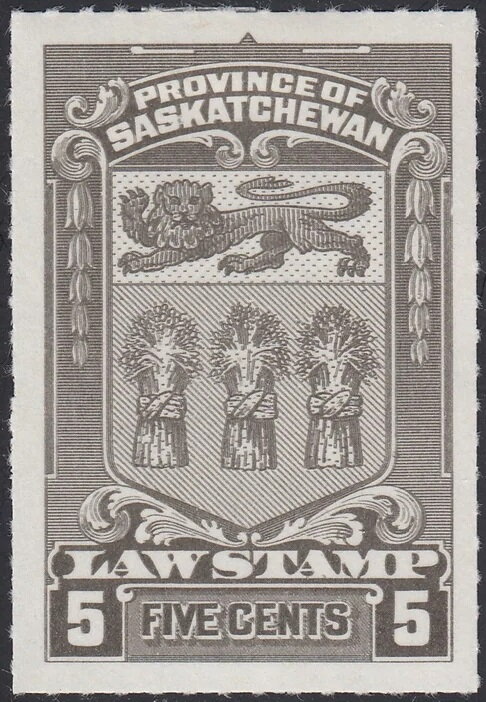 PROVINCE OF
SASKATCHEWAN
LAW STAMP
5 FIVE CENTS 5